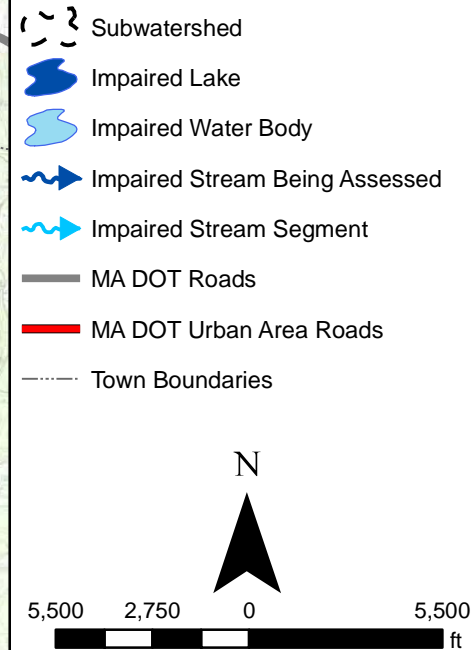 Subwatershed
Impaired Lake
Impaired Water Body
Impaired Stream Being Assessed
Impaired Stream Segment
MA DOT Roads
MA DOT Urban Area Roads
Town Boundaries
N
5,500 2,750 0 5,500
ft